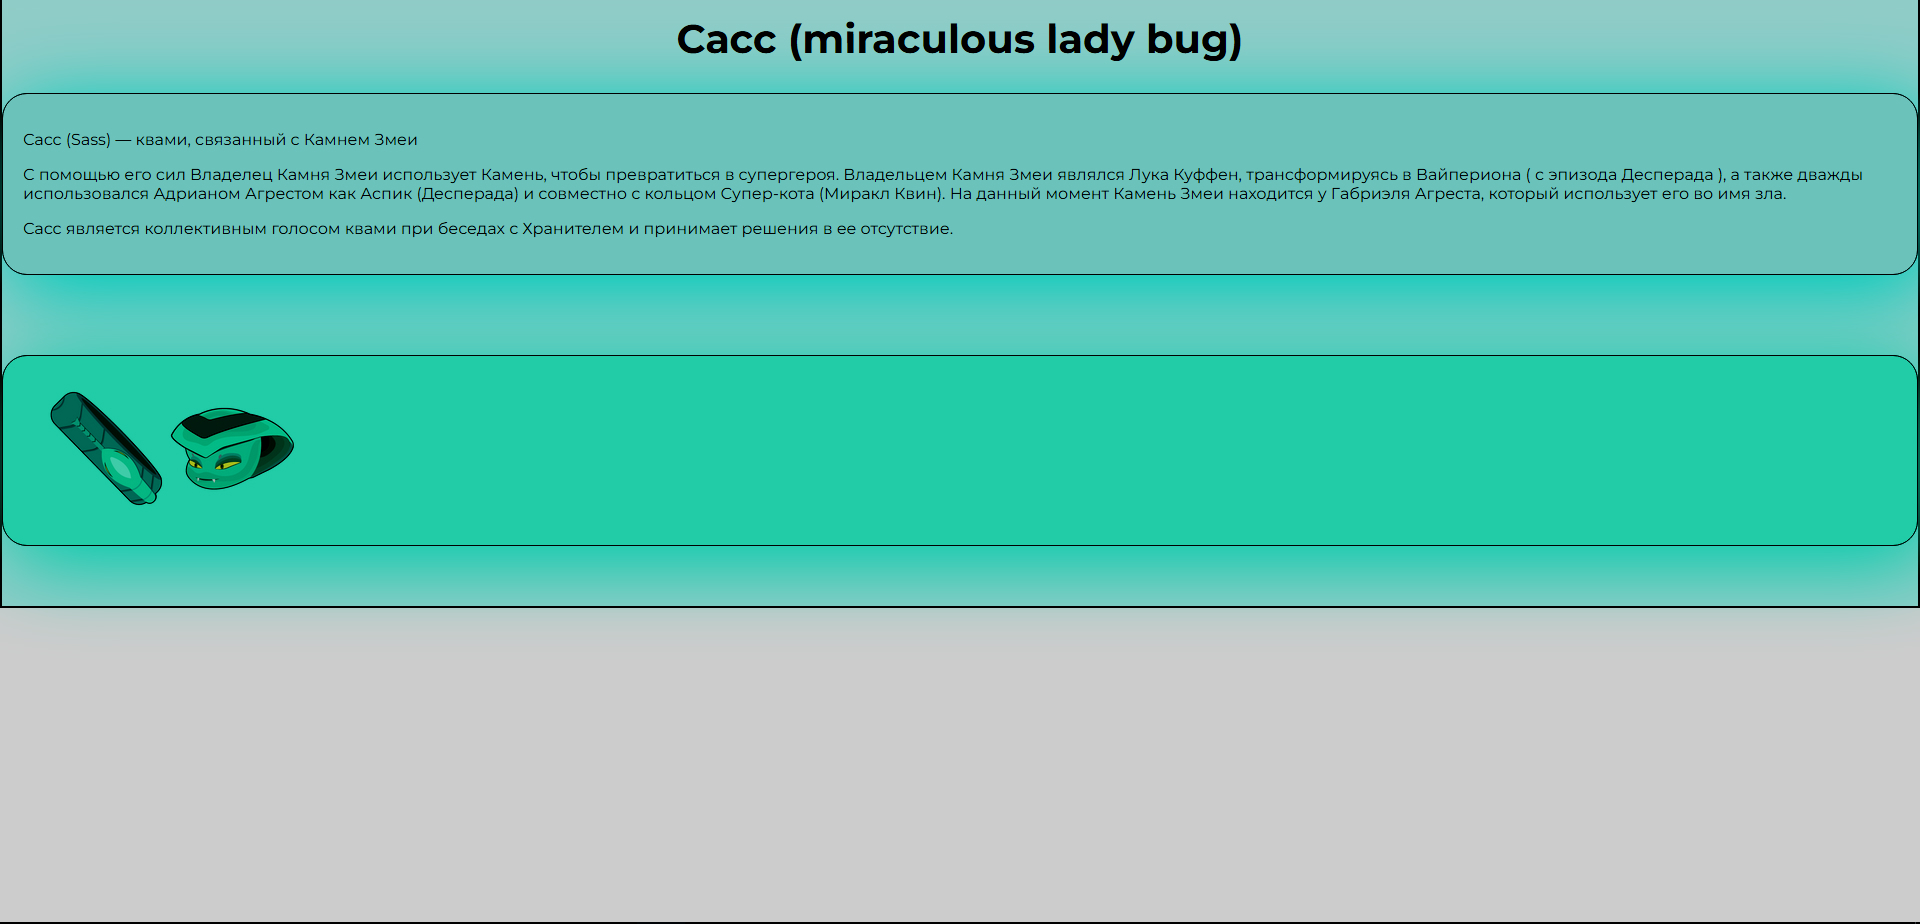 Сасс (miraculous lady bug)
Сасс (Sass) — квами, связанный с Камнем Змеи
С помощью его сил Владелец Камня Змеи использует Камень, чтобы превратиться в супергероя. Владельцем Камня Змеи являлся Лука Куффен, трансформируясь в Вайпериона ( с эпизода Десперада ), а также дважды
использовался Адрианом Агрестом как Аспик (Десперада) и совместно с кольцом Супер-кота (Миракл Квин). На данный момент Камень Змеи находится у Габриэля Агреста, который использует его во имя зла.
Сасс является коллективным голосом квами при беседах с Хранителем и принимает решения в ее отсутствие.